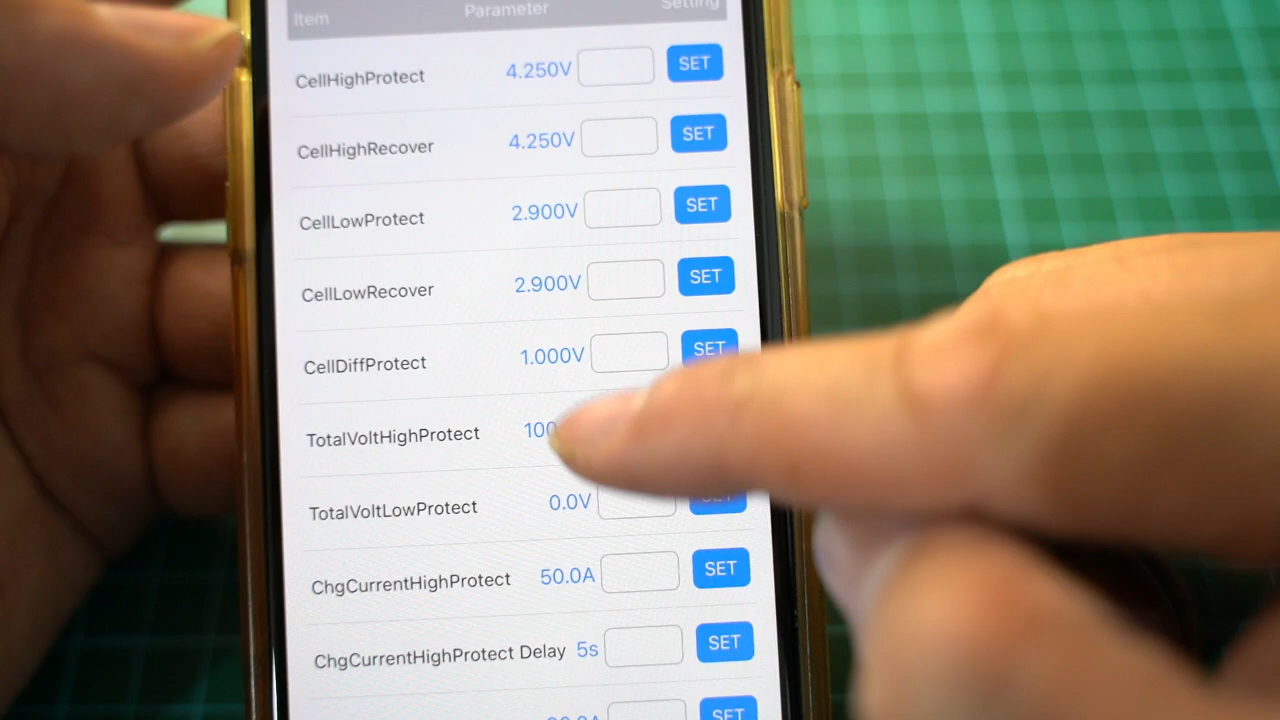 Item Parameter Setting
CellHighProtect 4.250V SET
CellHighRecover 4.250V SET
CellLowProtect 2.900V SET
CellLowRecover 2.900V SET
CellDiffProtect 1.000V SET
TotalVoltHighProtect
TotalVoltLowProtect 0.0V SET
ChgCurrentHighProtect 50.0A SET
ChgCurrentHighProtect Delay 5s SET
SET